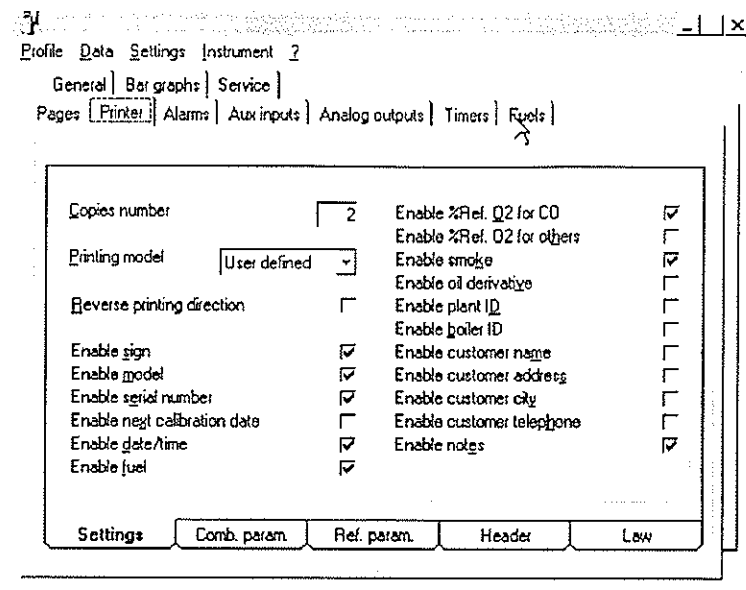 Profile Data Settings Instrument ?
General Bar graphs Service
Pages Printer Alarms Aux inputs Analog outputs Timers Fuels
Copies number 2
Printing model User defined
Reverse printing direction
Enable sign
Enable model
Enable serial number
Enable next calibration date
Enable date/time
Enable fuel
Enable %Ref. O2 for CO
Enable %Ref. O2 for others
Enable smoke
Enable oil derivative
Enable plant ID
Enable boiler ID
Enable customer name
Enable customer address
Enable customer city
Enable customer telephone
Enable notes
Settings Comb. param. Ref. param. Header Law